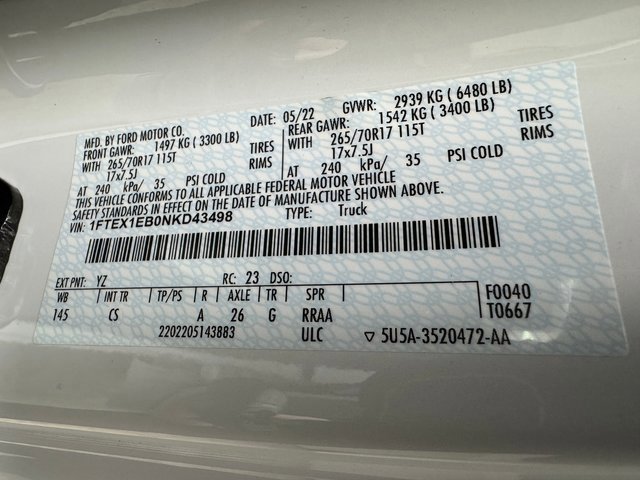 MFD. BY FORD MOTOR CO. DATE: 05/22 GVWR: 2939 KG ( 6480 LB)
FRONT GAWR: 1497 KG ( 3300 LB) REAR GAWR: 1542 KG ( 3400 LB)
WITH 265/70R17 115T TIRES WITH 265/70R17 115T TIRES
17x7.5J RIMS 17x7.5J RIMS
AT 240 kPa/ 35 PSI COLD AT 240 kPa/ 35 PSI COLD
THIS VEHICLE CONFORMS TO ALL APPLICABLE FEDERAL MOTOR VEHICLE
SAFETY STANDARDS IN EFFECT ON THE DATE OF MANUFACTURE SHOWN ABOVE.
VIN: 1FTEX1EB0NKD43498 TYPE: Truck
EXT PNT: YZ RC: 23 DSO:
WB INT TR TP/PS R AXLE TR SPR F0040
145 CS A 26 G RRAA T0667
2202205143883 ULC ▽ 5U5A-3520472-AA